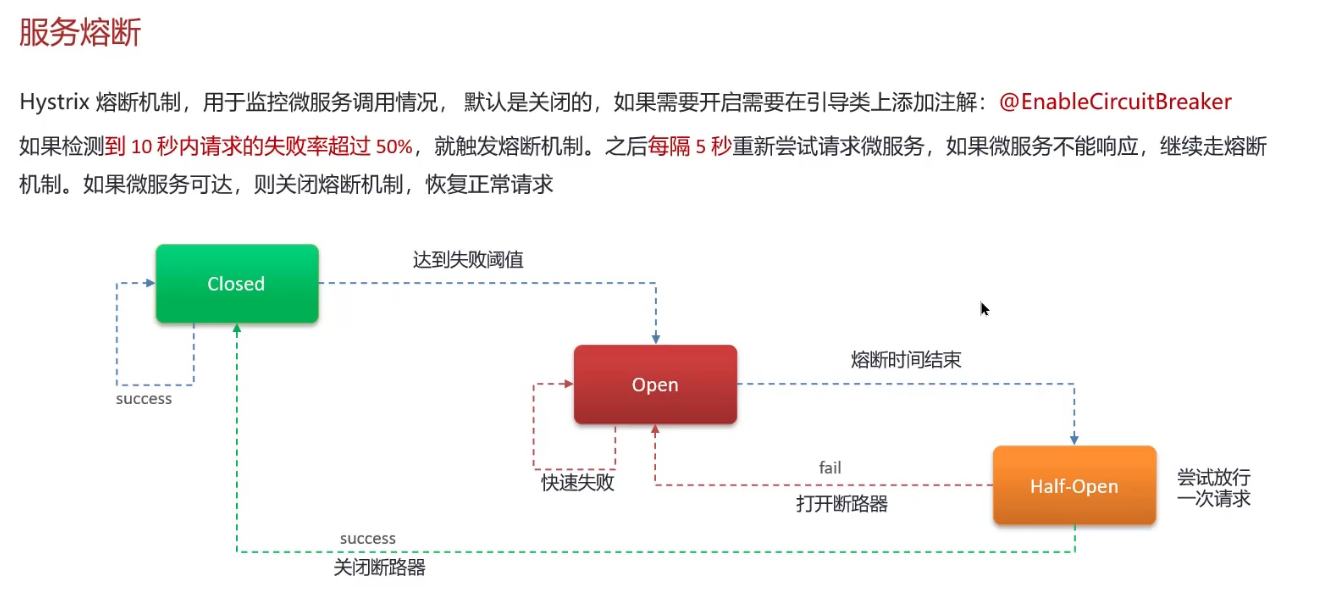 服务熔断
Hystrix 熔断机制，用于监控微服务调用情况， 默认是关闭的，如果需要开启需要在引导类上添加注解：@EnableCircuitBreaker
如果检测到 10 秒内请求的失败率超过 50%，就触发熔断机制。之后每隔 5 秒重新尝试请求微服务，如果微服务不能响应，继续走熔断
机制。如果微服务可达，则关闭熔断机制，恢复正常请求
达到失败阈值
Closed
熔断时间结束
Open
success
fail
快速失败
Half-Open
尝试放行
一次请求
打开断路器
success
关闭断路器